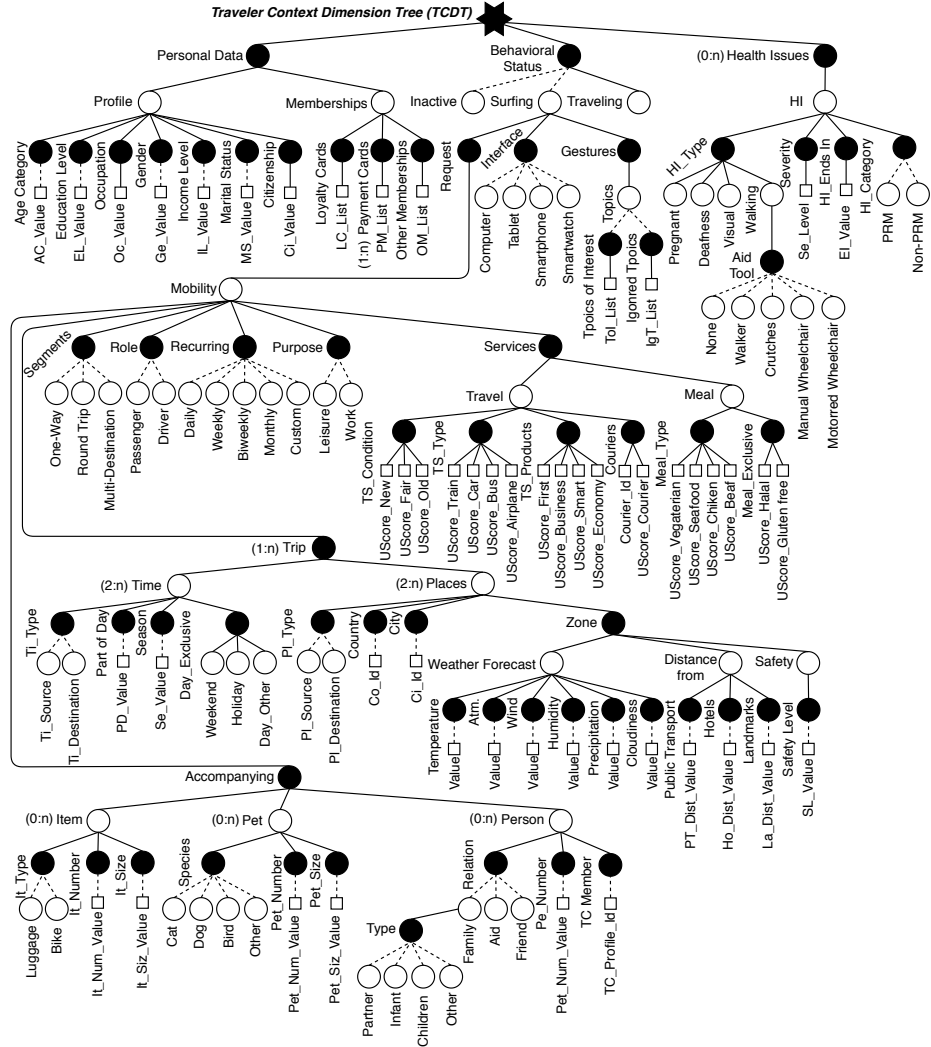 Traveler Context Dimension Tree (TCDT)
Personal Data
Behavioral
Status
(0:n) Health Issues
Profile
Memberships
Inactive
Surfing
Traveling
HI
Age Category
AC_Value
Education Level
EL_Value
Occupation
Oc_Value
Gender
Ge_Value
Income Level
IL_Value
Marital Status
MS_Value
Citizenship
Ci_Value
Loyalty Cards
LC_List
(1:n) Payment Cards
PM_List
Other Memberships
OM_List
Request
Interface
Computer
Tablet
Smartphone
Smartwatch
Gestures
Topics
Tpoics of Interest
ToI_List
Igonred Tpoics
IgT_List
HI_Type
Pregnant
Deafness
Visual
Walking
Aid
Tool
None
Walker
Crutches
Manual Wheelchair
Motorred Wheelchair
Severity
Se_Level
HI_Ends In
EI_Value
HI_Category
PRM
Non-PRM
Mobility
Segments
One-Way
Round Trip
Multi-Destination
Role
Passenger
Driver
Recurring
Daily
Weekly
Biweekly
Monthly
Custom
Purpose
Leisure
Work
Services
Travel
Meal
TS_Condition
UScore_New
UScore_Fair
UScore_Old
TS_Type
UScore_Train
UScore_Car
UScore_Bus
UScore_Airplane
TS_Products
UScore_First
UScore_Business
UScore_Smart
UScore_Economy
Couriers
Courier_Id
UScore_Courier
Meal_Type
UScore_Vegaterian
UScore_Seafood
UScore_Chiken
UScore_Beaf
Meal_Exclusive
UScore_Halal
UScore_Gluten free
(1:n) Trip
(2:n) Time
(2:n) Places
Ti_Type
Ti_Source
Ti_Destination
Part of Day
PD_Value
Season
Se_Value
Day_Exclusive
Weekend
Holiday
Day_Other
Pl_Type
Pl_Source
Pl_Destination
Country
Co_Id
City
Ci_Id
Zone
Weather Forecast
Distance
from
Safety
Temperature
Value
Atm.
Value
Wind
Value
Humidity
Value
Precipitation
Value
Cloudiness
Value
Public Transport
PT_Dist_Value
Hotels
Ho_Dist_Value
Landmarks
La_Dist_Value
Safety Level
SL_Value
Accompanying
(0:n) Item
(0:n) Pet
(0:n) Person
It_Type
Luggage
Bike
It_Number
It_Num_Value
It_Size
It_Siz_Value
Species
Cat
Dog
Bird
Other
Pet_Number
Pet_Num_Value
Pet_Size
Pet_Siz_Value
Relation
Family
Aid
Friend
Type
Partner
Infant
Children
Other
Pe_Number
Pet_Num_Value
TC Member
TC_Profile_Id